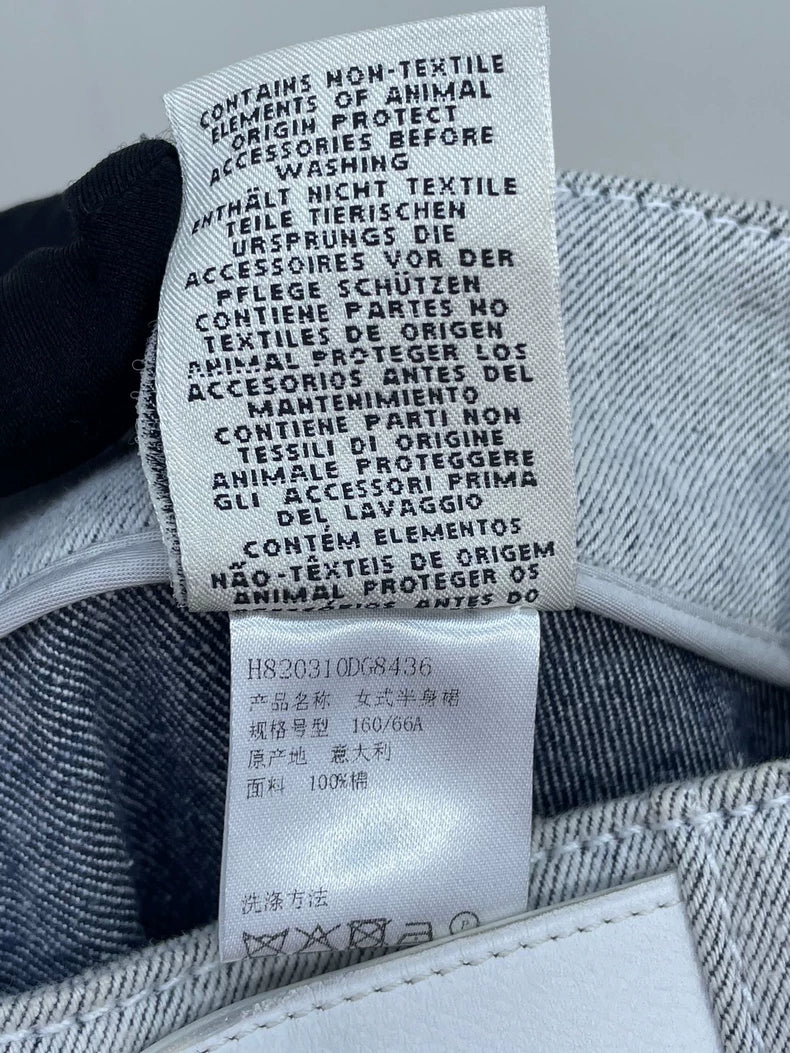 CONTAINS NON-TEXTILE
ELEMENTS OF ANIMAL
ORIGIN PROTECT
ACCESSORIES BEFORE
WASHING
ENTHÄLT NICHT TEXTILE
TEILE TIERISCHEN
URSPRUNGS DIE
ACCESSOIRES VOR DER
PFLEGE SCHÜTZEN
CONTIENE PARTES NO
TEXTILES DE ORIGEN
ANIMAL PROTEGER LOS
ACCESORIOS ANTES DEL
MANTENIMIENTO
CONTIENE PARTI NON
TESSILI DI ORIGINE
ANIMALE PROTEGGERE
GLI ACCESSORI PRIMA
DEL LAVAGGIO
CONTÉM ELEMENTOS
NÃO-TÊXTEIS DE ORIGEM
ANIMAL PROTEGER OS
ACESSÓRIOS ANTES DO
H820310DG8436
产品名称 女式半身裙
规格号型 160/66A
原产地 意大利
面料 100%棉
洗涤方法
P